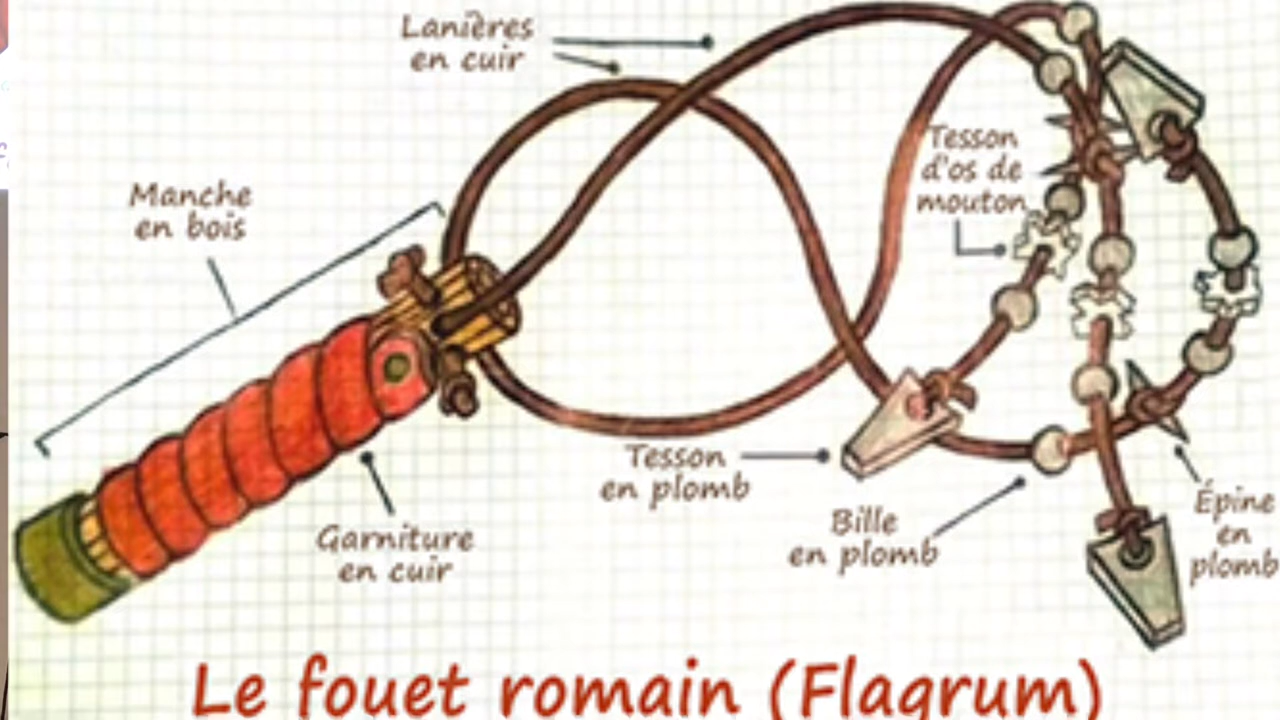 Lanières
en cuir
Manche
en bois
Tesson
d'os de
mouton
Tesson
en plomb
Bille
en plomb
Épine
en
plomb
Garniture
en cuir
Le fouet romain (Flagrum)